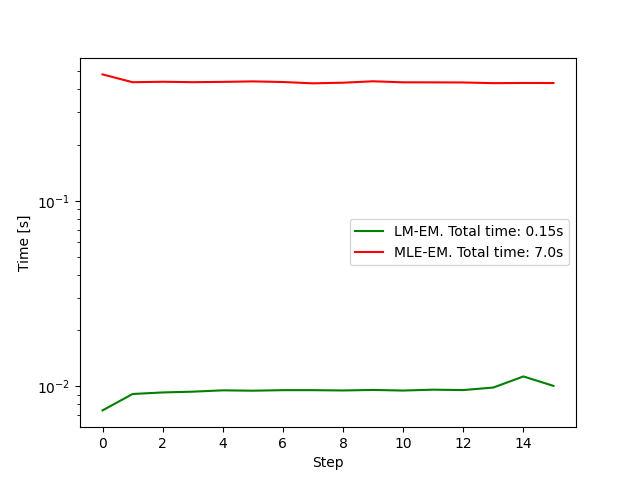 Time [s]
10⁻¹
10⁻²
LM-EM. Total time: 0.15s
MLE-EM. Total time: 7.0s
0 2 4 6 8 10 12 14
Step